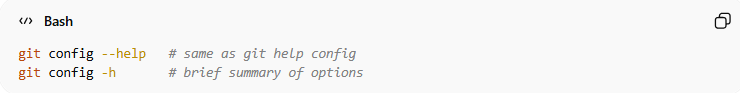 </> Bash
git config --help   # same as git help config
git config -h       # brief summary of options